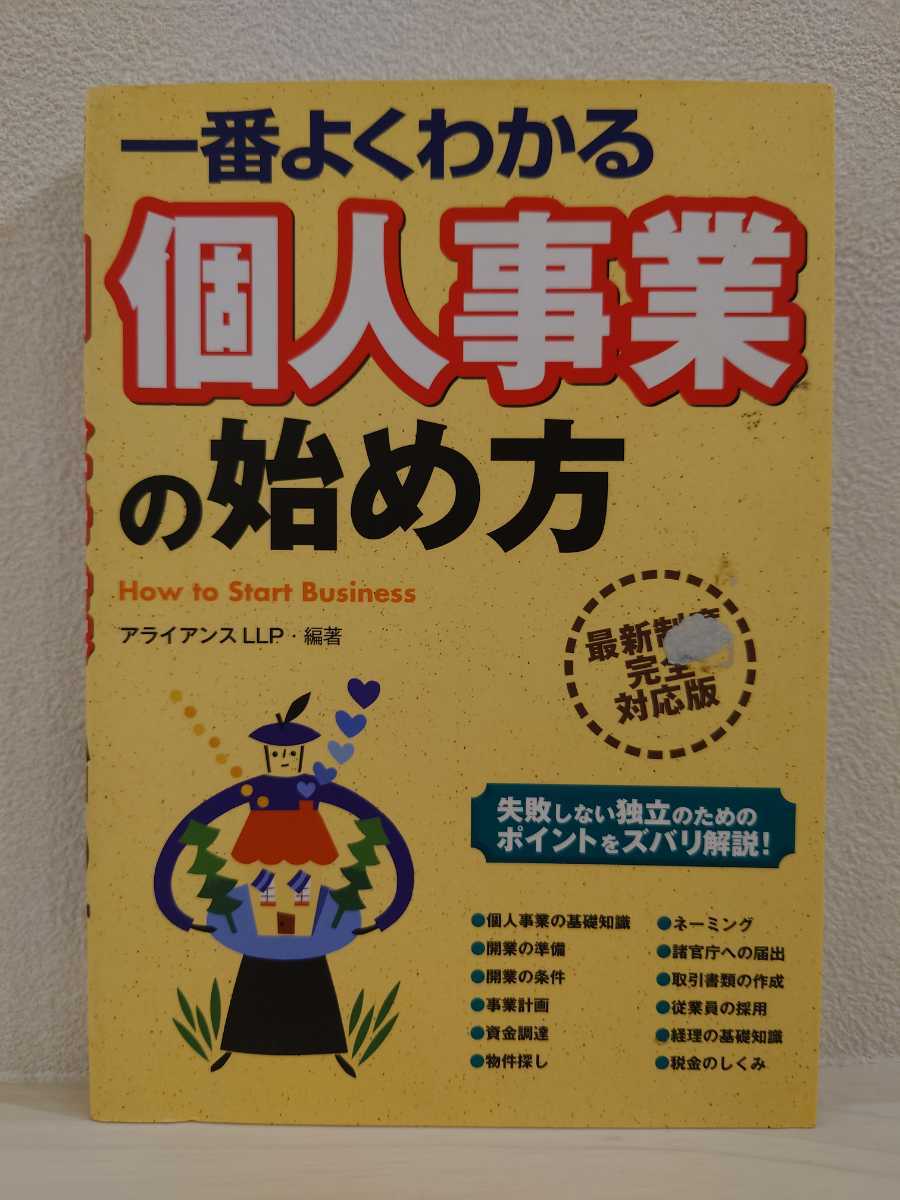 一番よくわかる
個人事業
の始め方
How to Start Business
アライアンスLLP・編著
最新制
完全
対応版
失敗しない独立のための
ポイントをズバリ解説!
●個人事業の基礎知識
●開業の準備
●開業の条件
●事業計画
●資金調達
●物件探し
●ネーミング
●諸官庁への届出
●取引書類の作成
●従業員の採用
●経理の基礎知識
●税金のしくみ